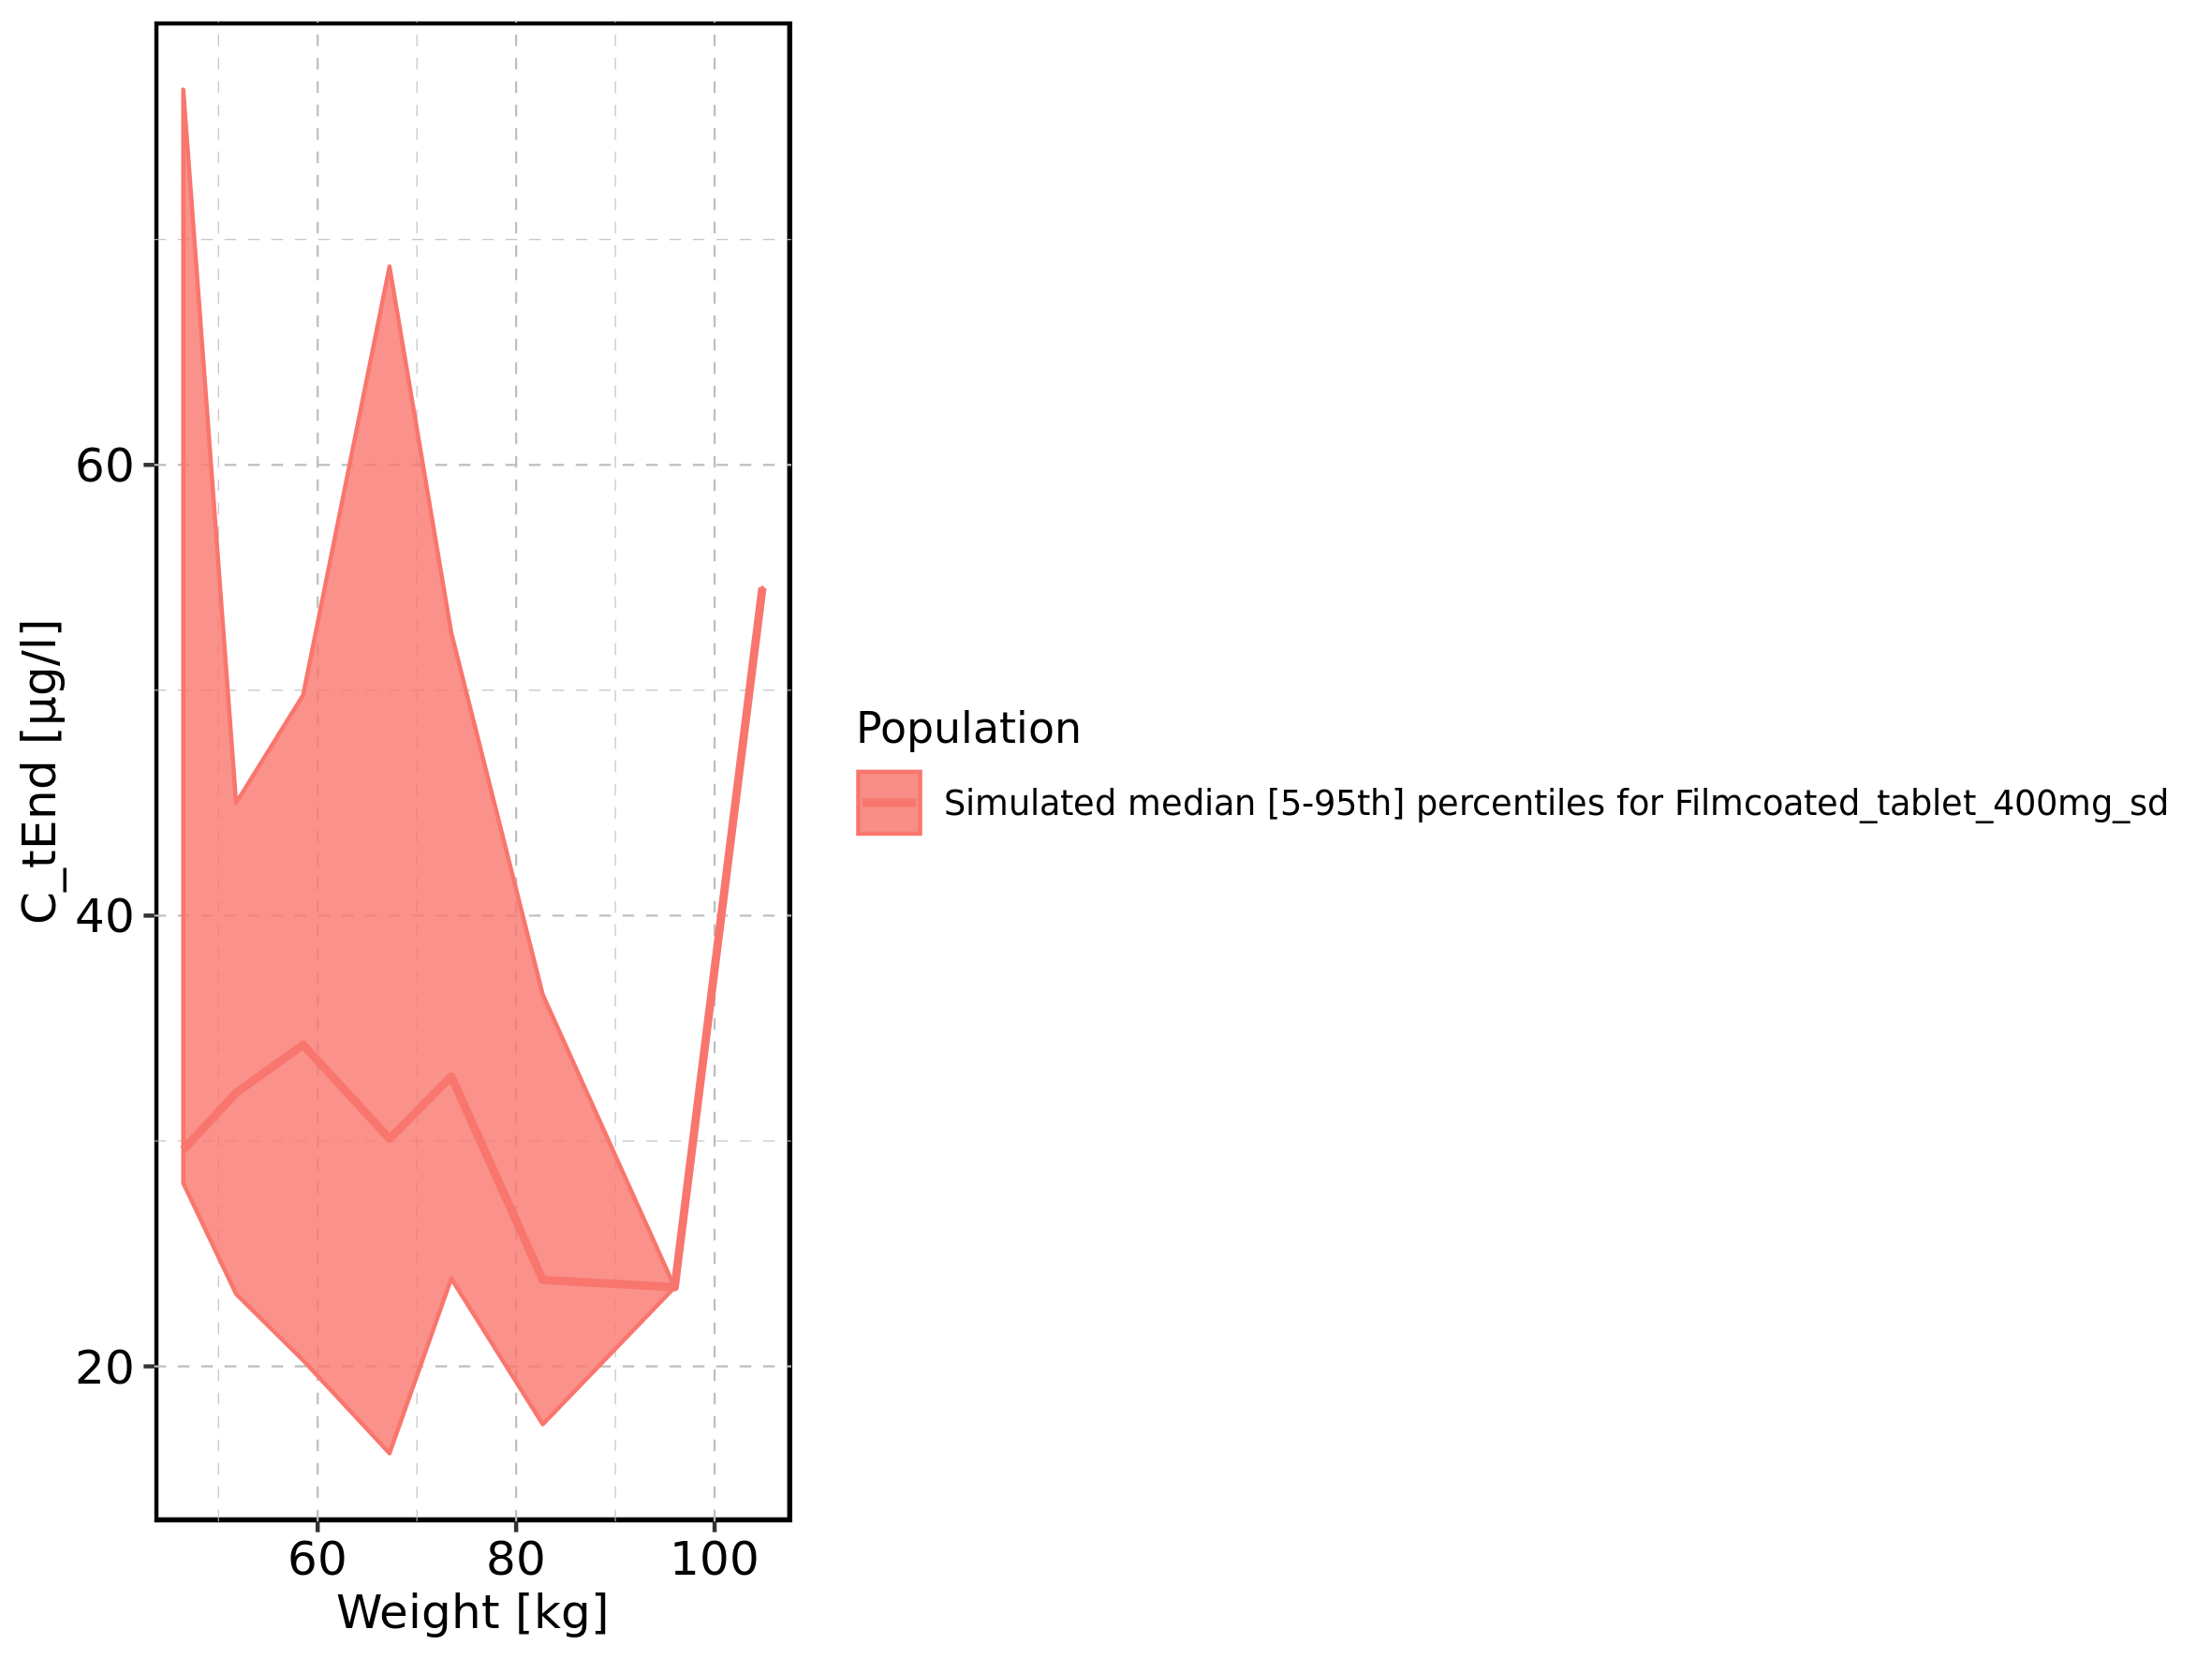 C_tEnd [µg/l]
60
40
20
60 80 100
Weight [kg]
Population
Simulated median [5-95th] percentiles for Filmcoated_tablet_400mg_sd